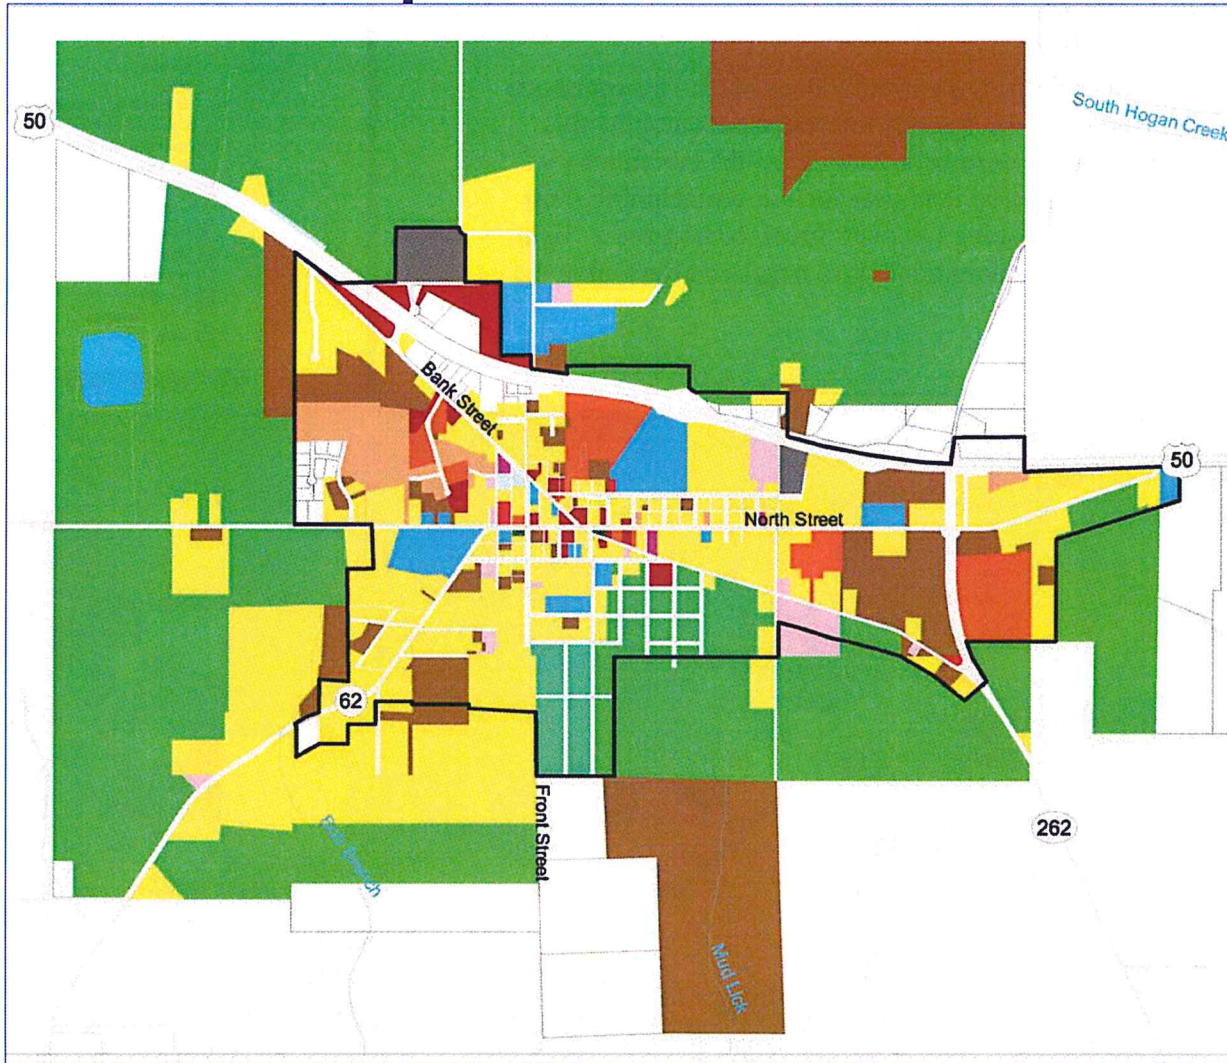 South Hogan Creek
50
Bank Street
50
North Street
62
Front Street
262
Mud Lick